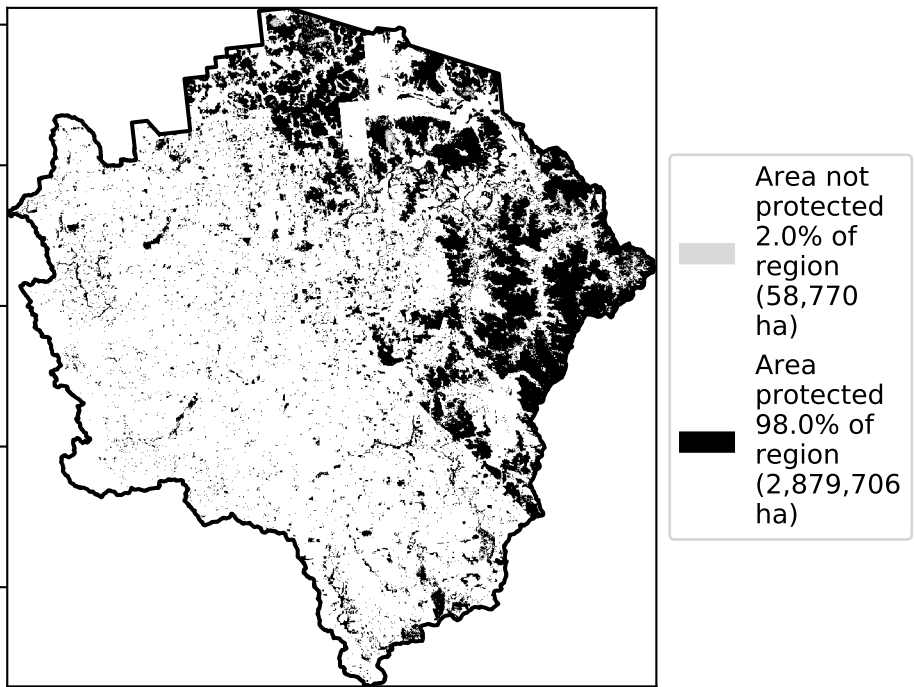 Area not
protected
2.0% of
region
(58,770
ha)
Area
protected
98.0% of
region
(2,879,706
ha)